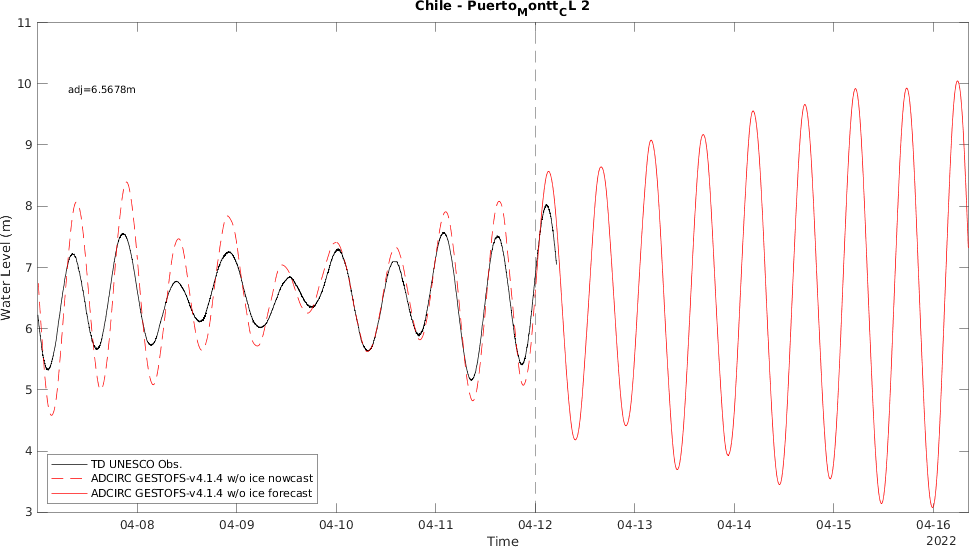 Chile - PuertoMonttCL 2
11
10
9
8
7
6
5
4
3
Water Level (m)
adj=6.5678m
TD UNESCO Obs.
ADCIRC GESTOFS-v4.1.4 w/o ice nowcast
ADCIRC GESTOFS-v4.1.4 w/o ice forecast
04-08
04-09
04-10
04-11
04-12
04-13
04-14
04-15
04-16
Time
2022